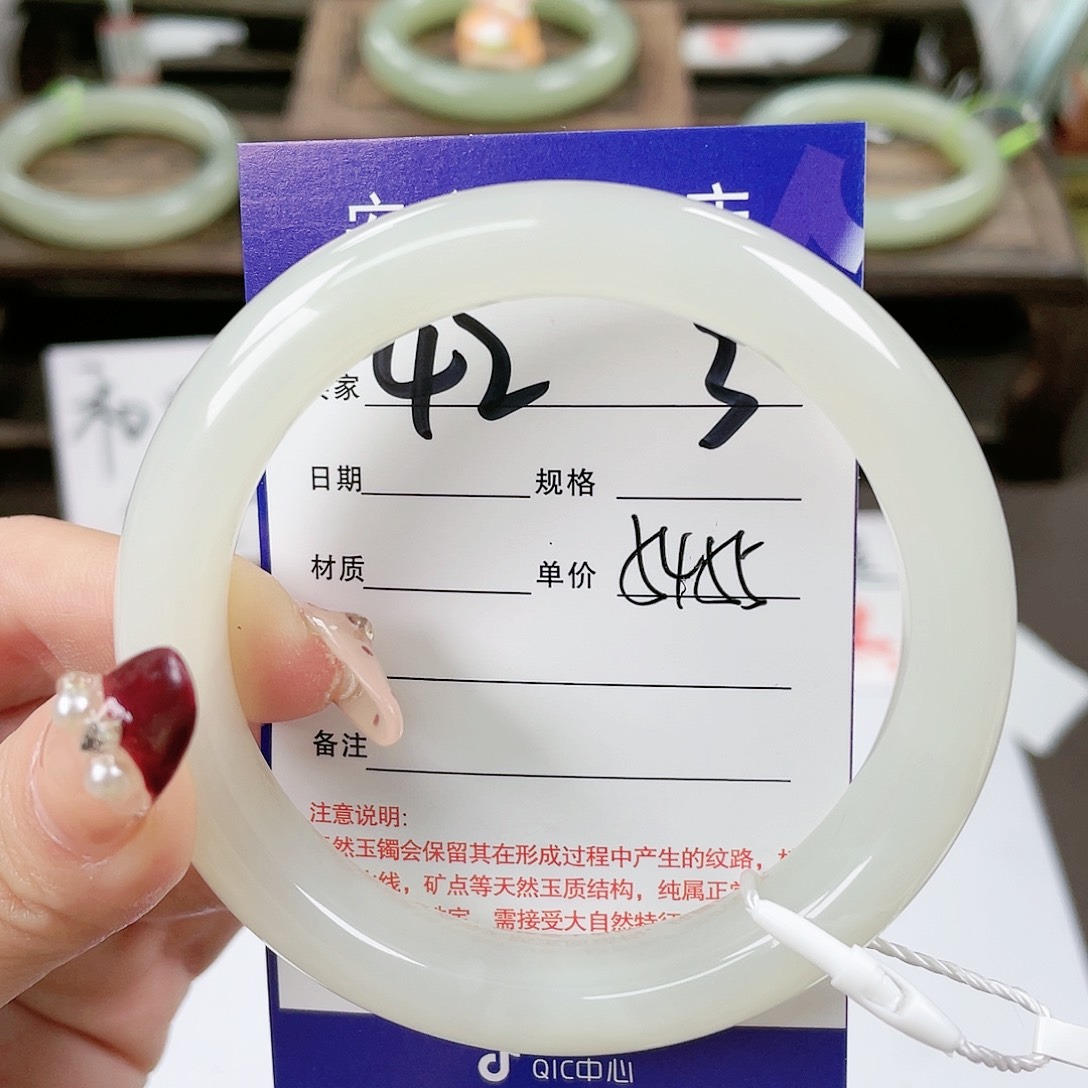 42 3
家
日期 规格
材质 单价
备注
注意说明:
然玉镯会保留其在形成过程中产生的纹路，
线，矿点等天然玉质结构，纯属正常
需接受大自然特征
QIC中心
和